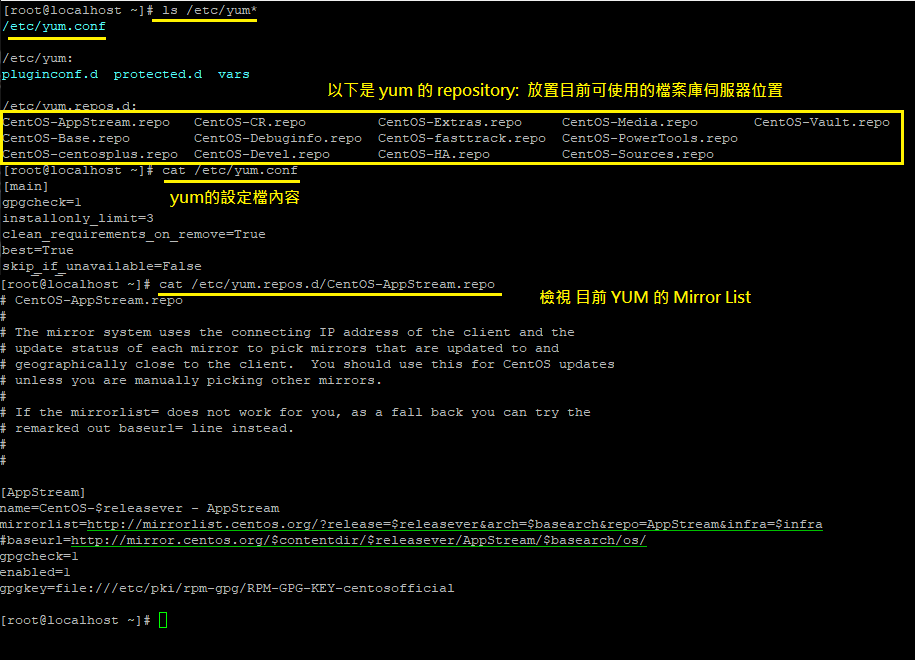 [root@localhost ~]# ls /etc/yum*
/etc/yum.conf
/etc/yum:
pluginconf.d  protected.d  vars
以下是 yum 的 repository:  放置目前可使用的檔案庫伺服器位置
/etc/yum.repos.d:
CentOS-AppStream.repo   CentOS-CR.repo         CentOS-Extras.repo     CentOS-Media.repo       CentOS-Vault.repo
CentOS-Base.repo        CentOS-Debuginfo.repo  CentOS-fasttrack.repo  CentOS-PowerTools.repo
CentOS-centosplus.repo  CentOS-Devel.repo      CentOS-HA.repo         CentOS-Sources.repo
[root@localhost ~]# cat /etc/yum.conf
[main]
yum的設定檔內容
gpgcheck=1
installonly_limit=3
clean_requirements_on_remove=True
best=True
skip_if_unavailable=False
[root@localhost ~]# cat /etc/yum.repos.d/CentOS-AppStream.repo
檢視 目前 YUM 的 Mirror List
# CentOS-AppStream.repo
#
# The mirror system uses the connecting IP address of the client and the
# update status of each mirror to pick mirrors that are updated to and
# geographically close to the client.  You should use this for CentOS updates
# unless you are manually picking other mirrors.
#
# If the mirrorlist= does not work for you, as a fall back you can try the
# remarked out baseurl= line instead.
#
#
[AppStream]
name=CentOS-$releasever - AppStream
mirrorlist=http://mirrorlist.centos.org/?release=$releasever&arch=$basearch&repo=AppStream&infra=$infra
#baseurl=http://mirror.centos.org/$contentdir/$releasever/AppStream/$basearch/os/
gpgcheck=1
enabled=1
gpgkey=file:///etc/pki/rpm-gpg/RPM-GPG-KEY-centosofficial
[root@localhost ~]#